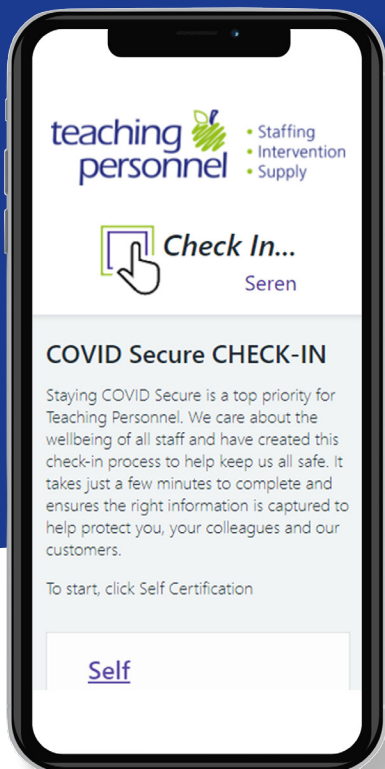 teaching
personnel
• Staffing
• Intervention
• Supply
Check In...
Seren
COVID Secure CHECK-IN
Staying COVID Secure is a top priority for
Teaching Personnel. We care about the
wellbeing of all staff and have created this
check-in process to help keep us all safe. It
takes just a few minutes to complete and
ensures the right information is captured to
help protect you, your colleagues and our
customers.
To start, click Self Certification
Self